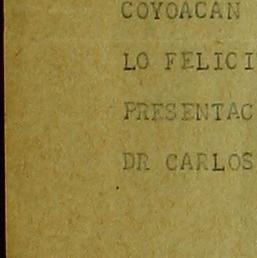 COYOACAN
LO FELICI
PRESENTAC
DR CARLOS